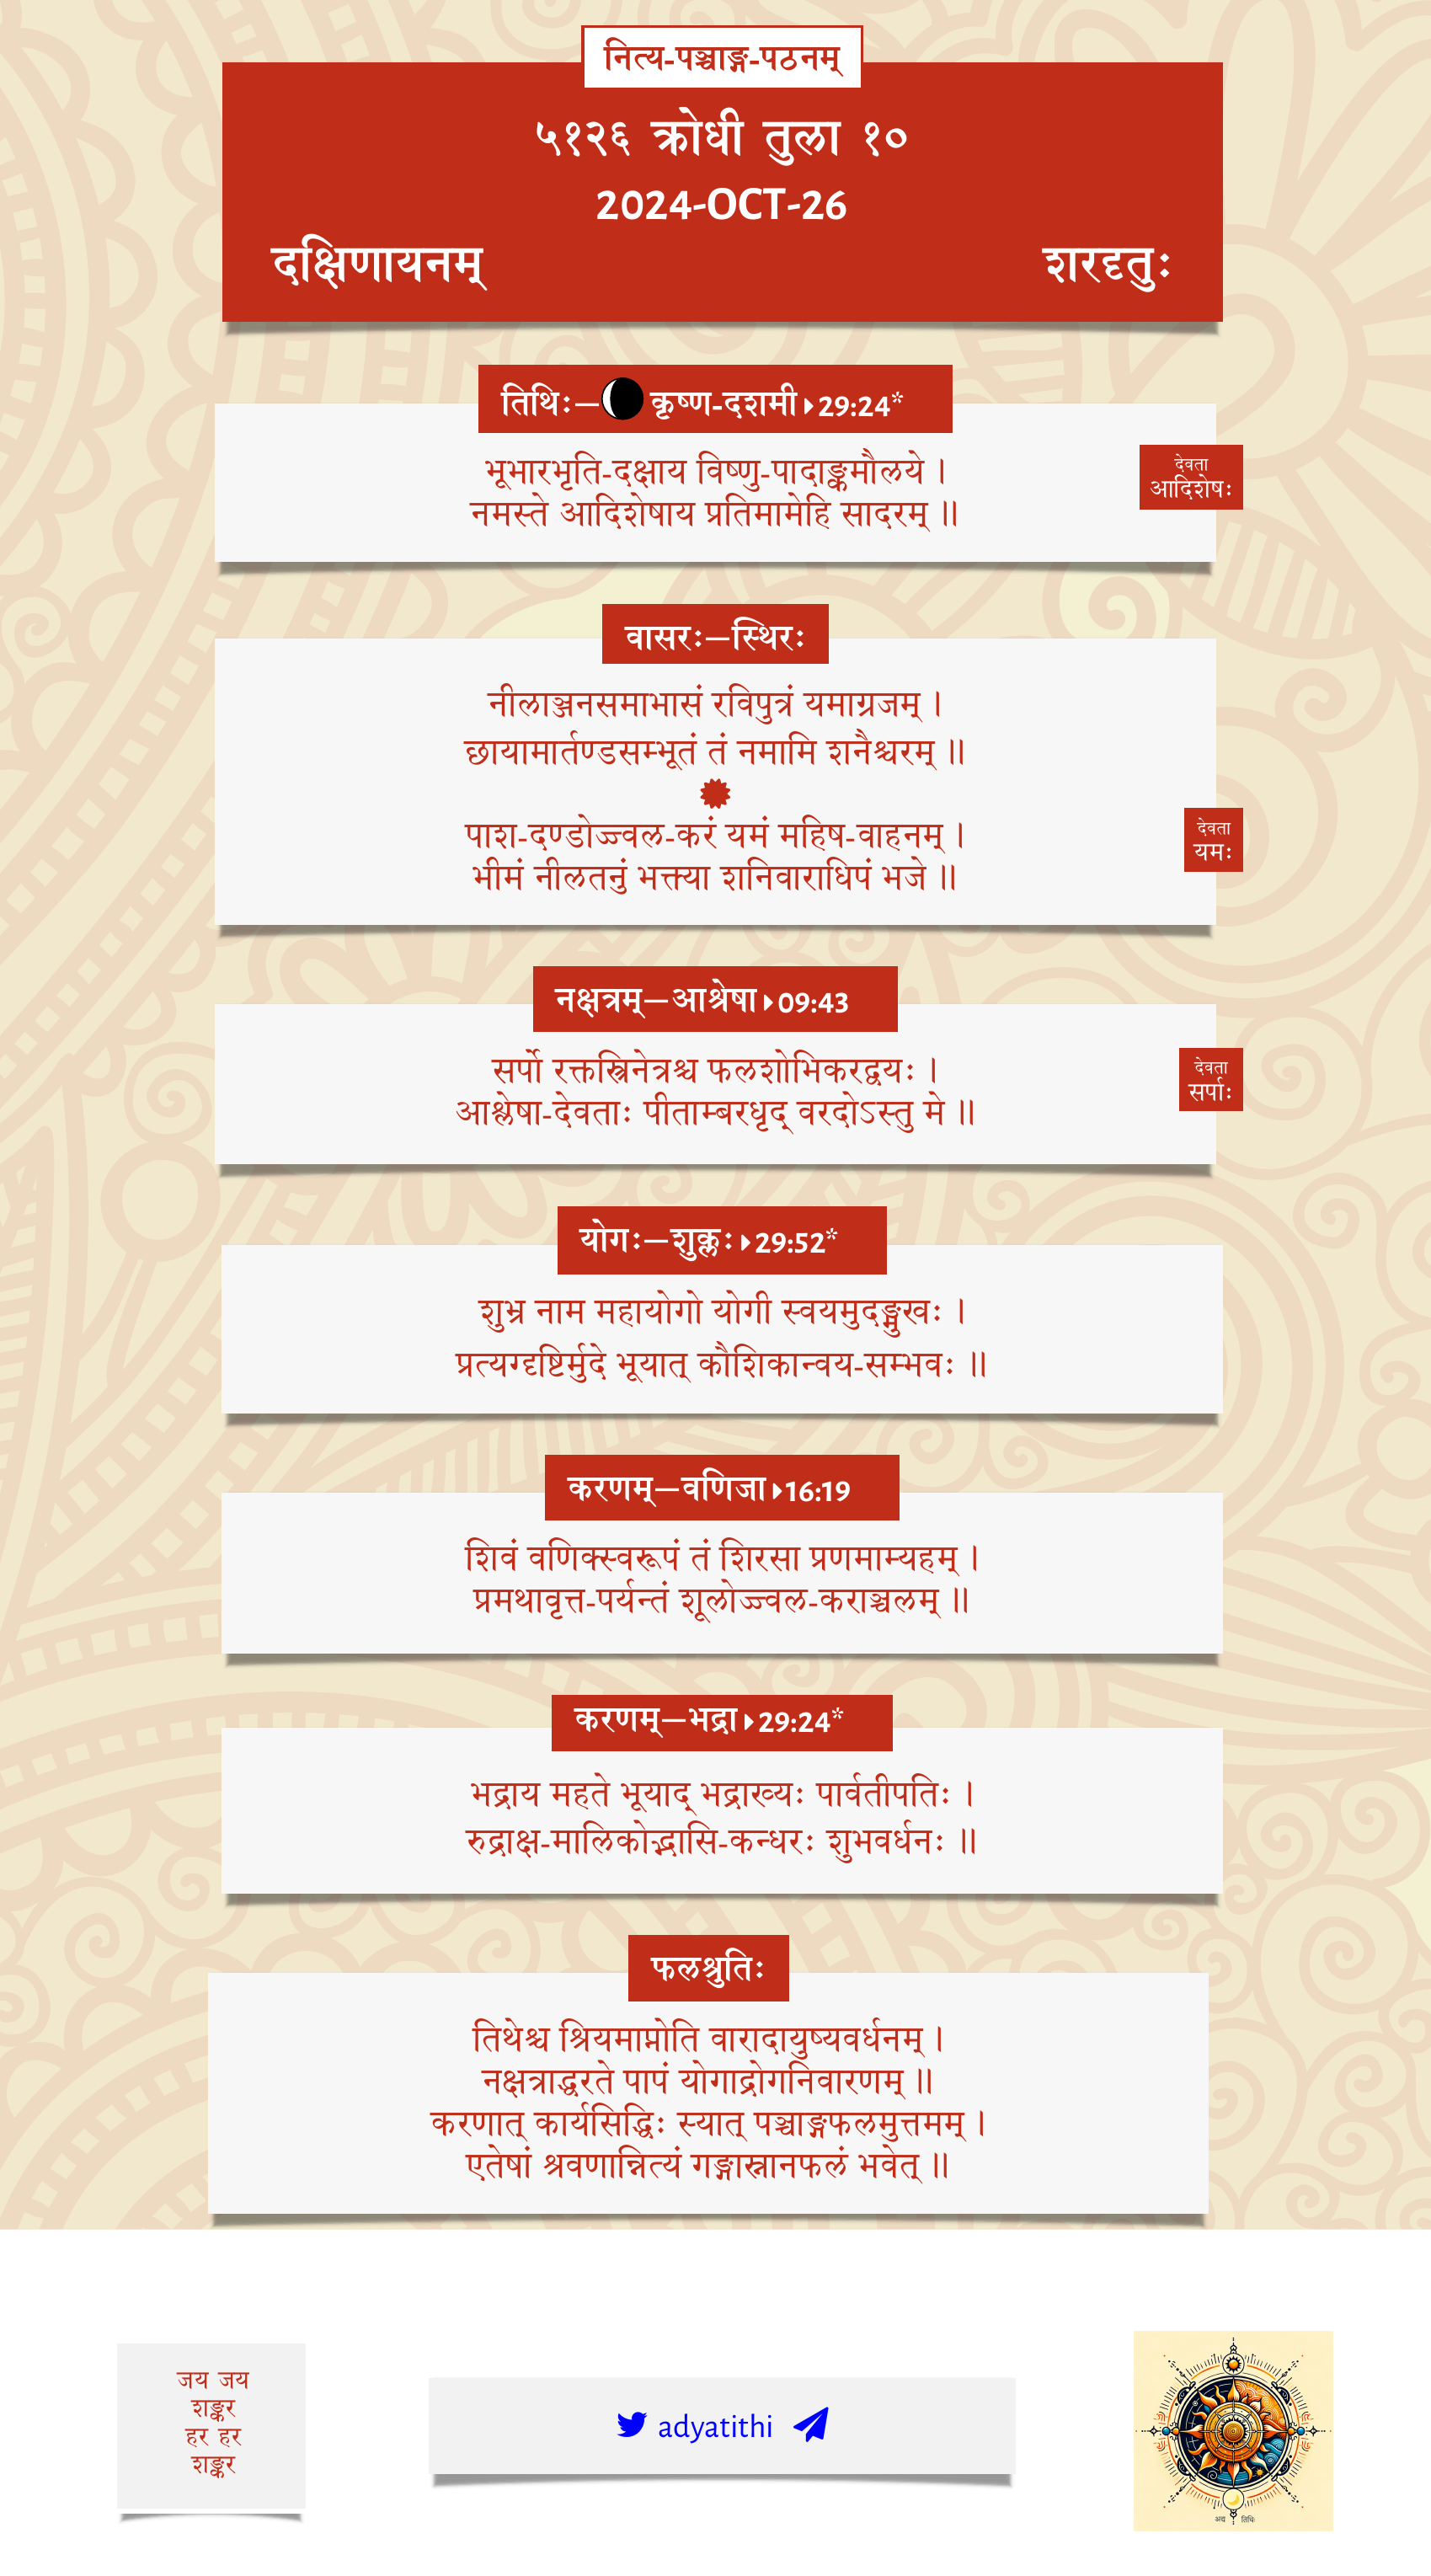 नित्य-पञ्चाङ्ग-पठनम्
५१२६ क्रोधी तुला १०
2024-OCT-26
दक्षिणायनम् शरदृतुः
तिथिः—कृष्ण-दशमी 29:24*
भूभारभृति-दक्षाय विष्णु-पादाङ्कमौलये ।
नमस्ते आदिशेषाय प्रतिमामेहि सादरम् ॥
देवता
आदिशेषः
वासरः—स्थिरः
नीलाञ्जनसमाभासं रविपुत्रं यमाग्रजम् ।
छायामार्तण्डसम्भूतं तं नमामि शनैश्चरम् ॥
पाश-दण्डोज्ज्वल-करं यमं महिष-वाहनम् ।
भीमं नीलतनुं भक्त्या शनिवाराधिपं भजे ॥
देवता
यमः
नक्षत्रम्—आश्रेषा 09:43
सर्पो रक्तस्त्रिनेत्रश्च फलशोभिकरद्वयः ।
आश्लेषा-देवताः पीताम्बरधृद् वरदोऽस्तु मे ॥
देवता
सर्पाः
योगः—शुक्लः 29:52*
शुभ्र नाम महायोगो योगी स्वयमुदङ्मुखः ।
प्रत्यग्दृष्टिर्मुदे भूयात् कौशिकान्वय-सम्भवः ॥
करणम्—वणिजा 16:19
शिवं वणिक्स्वरूपं तं शिरसा प्रणमाम्यहम् ।
प्रमथावृत्त-पर्यन्तं शूलोज्ज्वल-कराञ्चलम् ॥
करणम्—भद्रा 29:24*
भद्राय महते भूयाद् भद्राख्यः पार्वतीपतिः ।
रुद्राक्ष-मालिकोद्भासि-कन्धरः शुभवर्धनः ॥
फलश्रुतिः
तिथेश्च श्रियमाप्नोति वारादायुष्यवर्धनम् ।
नक्षत्राद्धरते पापं योगाद्रोगनिवारणम् ॥
करणात् कार्यसिद्धिः स्यात् पञ्चाङ्गफलमुत्तमम् ।
एतेषां श्रवणान्नित्यं गङ्गास्नानफलं भवेत् ॥
जय जय
शङ्कर
हर हर
शङ्कर
adyatithi
अद्य तिथिः